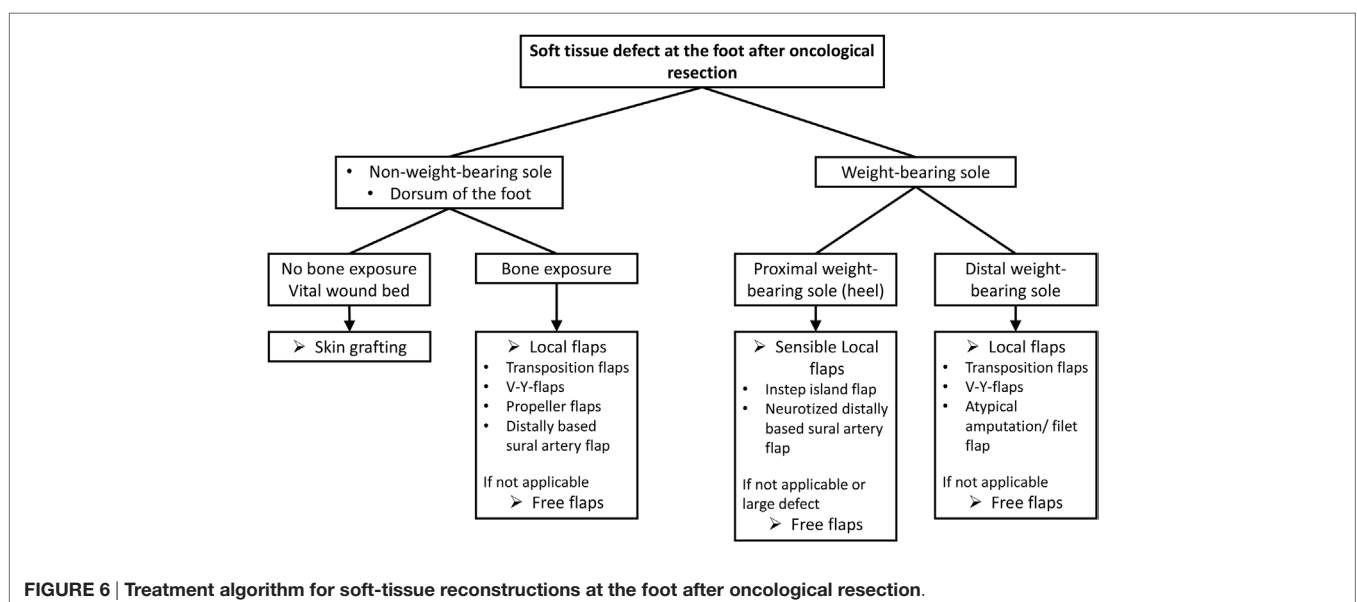 Soft tissue defect at the foot after oncological
resection
• Non-weight-bearing sole
• Dorsum of the foot
Weight-bearing sole
No bone exposure
Vital wound bed
Bone exposure
Proximal weight-
bearing sole (heel)
Distal weight-
bearing sole
➢ Skin grafting
➢ Local flaps
• Transposition flaps
• V-Y-flaps
• Propeller flaps
• Distally based
sural artery flap
If not applicable
➢ Free flaps
➢ Sensible Local
flaps
• Instep island flap
• Neurotized distally
based sural artery
flap
If not applicable or
large defect
➢ Free flaps
➢ Local flaps
• Transposition flaps
• V-Y-flaps
• Atypical
amputation/ filet
flap
If not applicable
➢ Free flaps
FIGURE 6 | Treatment algorithm for soft-tissue reconstructions at the foot after oncological resection.